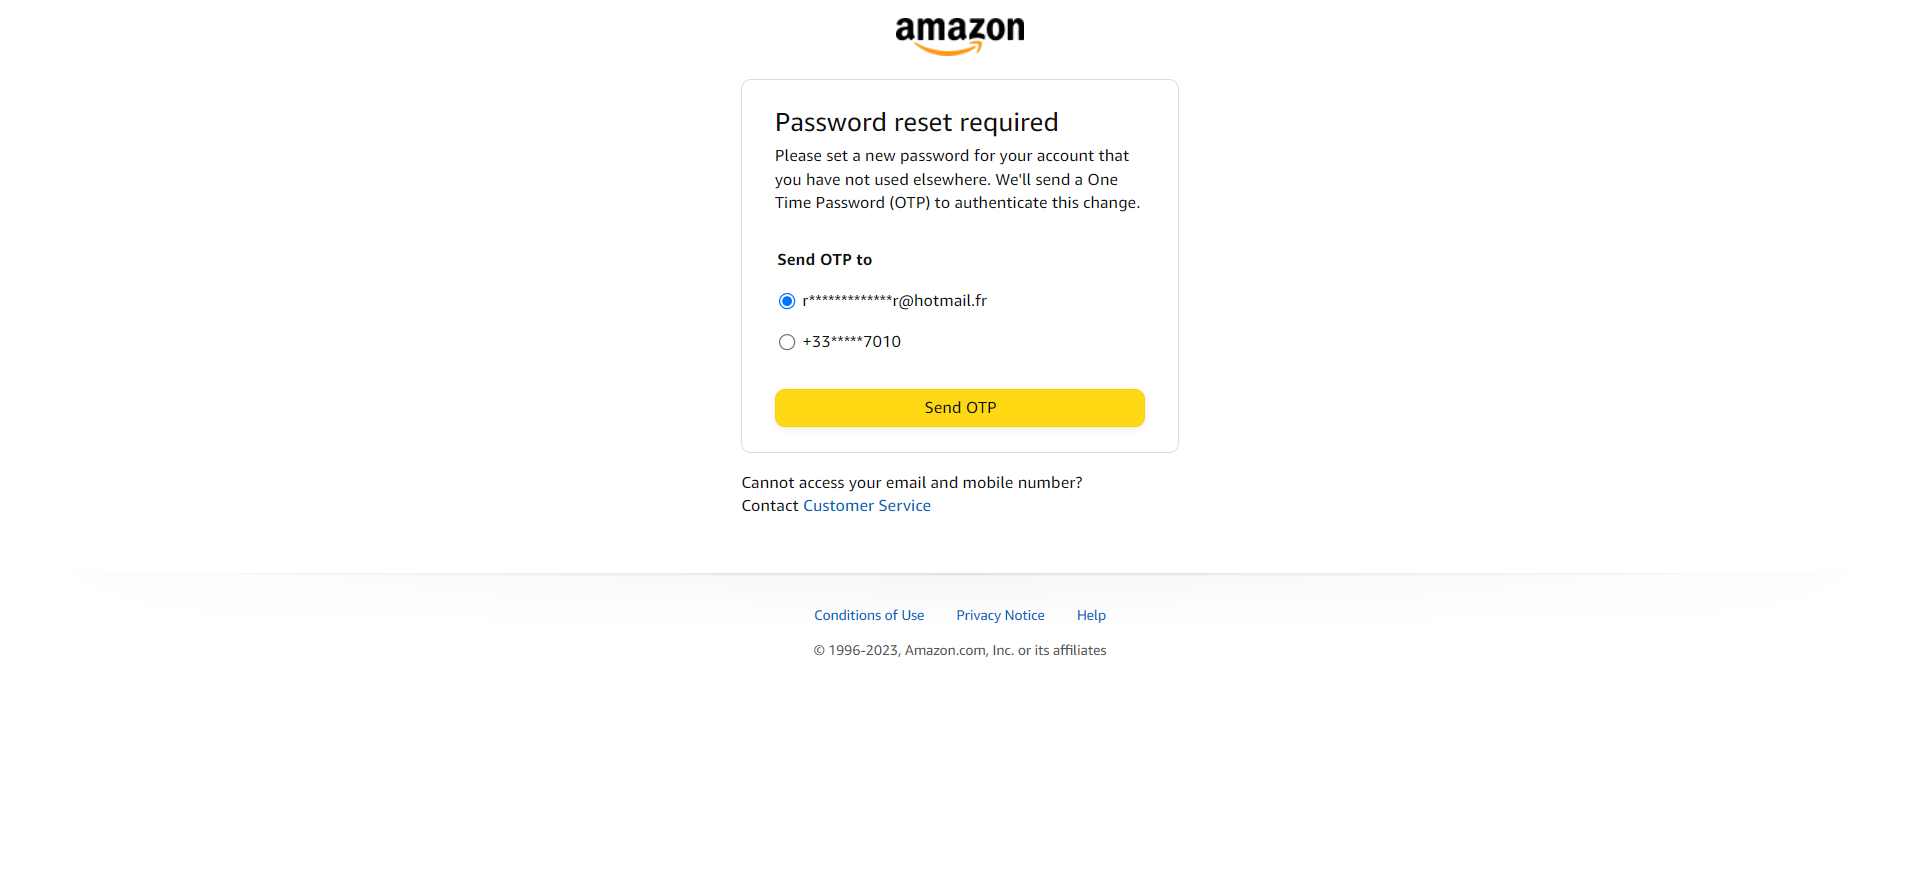 amazon
Password reset required
Please set a new password for your account that
you have not used elsewhere. We'll send a One
Time Password (OTP) to authenticate this change.
Send OTP to
r*************r@hotmail.fr
+33*****7010
Send OTP
Cannot access your email and mobile number?
Contact Customer Service
Conditions of Use Privacy Notice Help
© 1996-2023, Amazon.com, Inc. or its affiliates